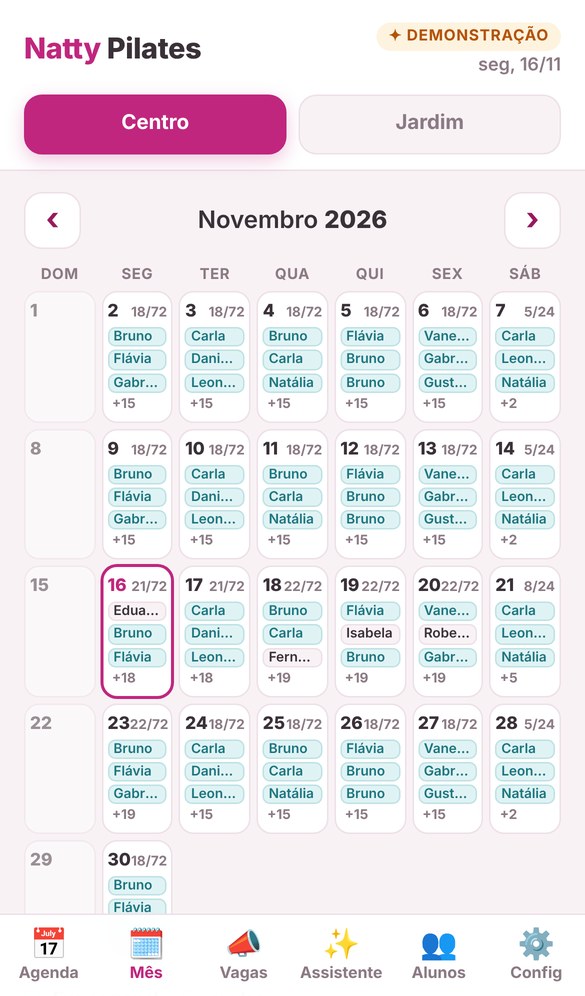 Natty Pilates
✦ DEMONSTRAÇÃO
seg, 16/11
Centro
Jardim
‹ Novembro 2026 ›
DOM SEG TER QUA QUI SEX SÁB
1 2 18/72 3 18/72 4 18/72 5 18/72 6 18/72 7 5/24
Bruno Carla Bruno Flávia Vane... Carla
Flávia Dani... Carla Bruno Gabr... Leon...
Gabr... Leon... Natália Bruno Gust... Natália
+15 +15 +15 +15 +15 +2
8 9 18/72 10 18/72 11 18/72 12 18/72 13 18/72 14 5/24
Bruno Carla Bruno Flávia Vane... Carla
Flávia Dani... Carla Bruno Gabr... Leon...
Gabr... Leon... Natália Bruno Gust... Natália
+15 +15 +15 +15 +15 +2
15 16 21/72 17 21/72 18 22/72 19 22/72 20 22/72 21 8/24
Edua... Carla Bruno Flávia Vane... Carla
Bruno Dani... Carla Isabela Robe... Leon...
Flávia Leon... Fern... Bruno Gabr... Natália
+18 +18 +19 +19 +19 +5
22 23 22/72 24 18/72 25 18/72 26 18/72 27 18/72 28 5/24
Bruno Carla Bruno Flávia Vane... Carla
Flávia Dani... Carla Bruno Gabr... Leon...
Gabr... Leon... Natália Bruno Gust... Natália
+19 +15 +15 +15 +15 +2
29 30 18/72
Bruno
Flávia
July
17
Agenda Mês Vagas Assistente Alunos Config